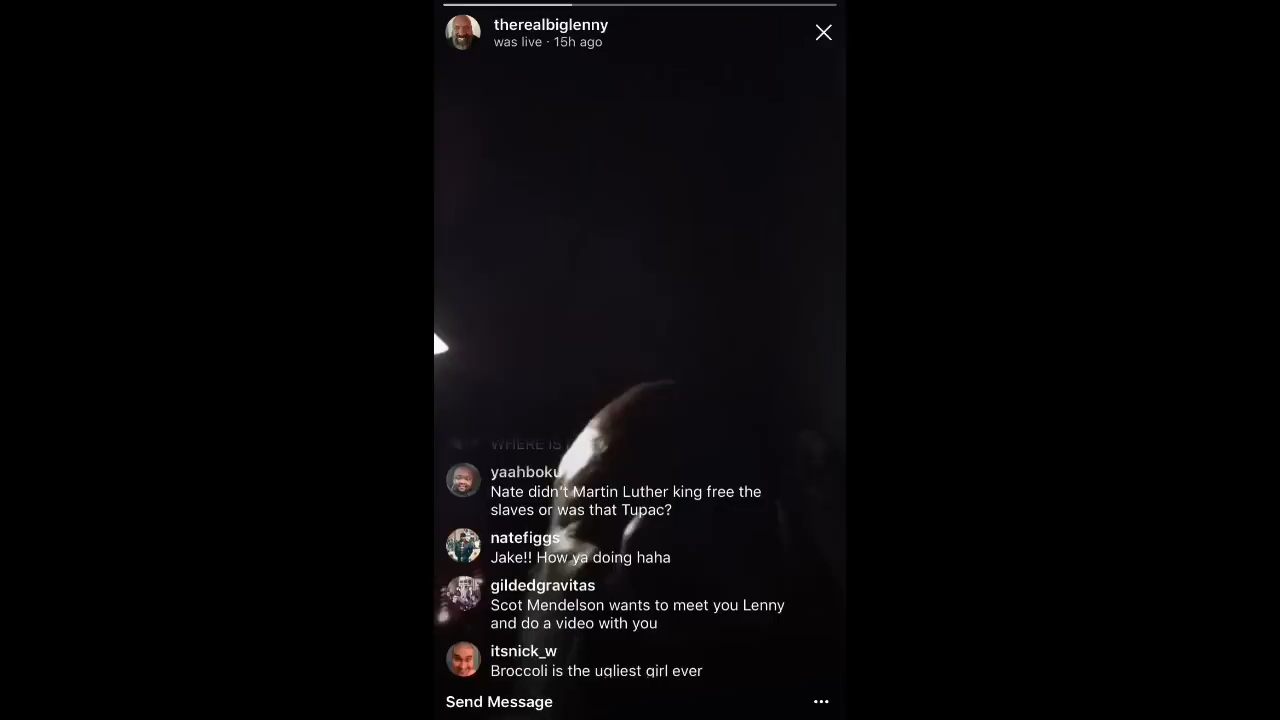 therealbiglenny
was live · 15h ago
WHERE IS
yaahboku
Nate didn't Martin Luther king free the
slaves or was that Tupac?
natefiggs
Jake!! How ya doing haha
gildedgravitas
Scot Mendelson wants to meet you Lenny
and do a video with you
itsnick_w
Broccoli is the ugliest girl ever
Send Message